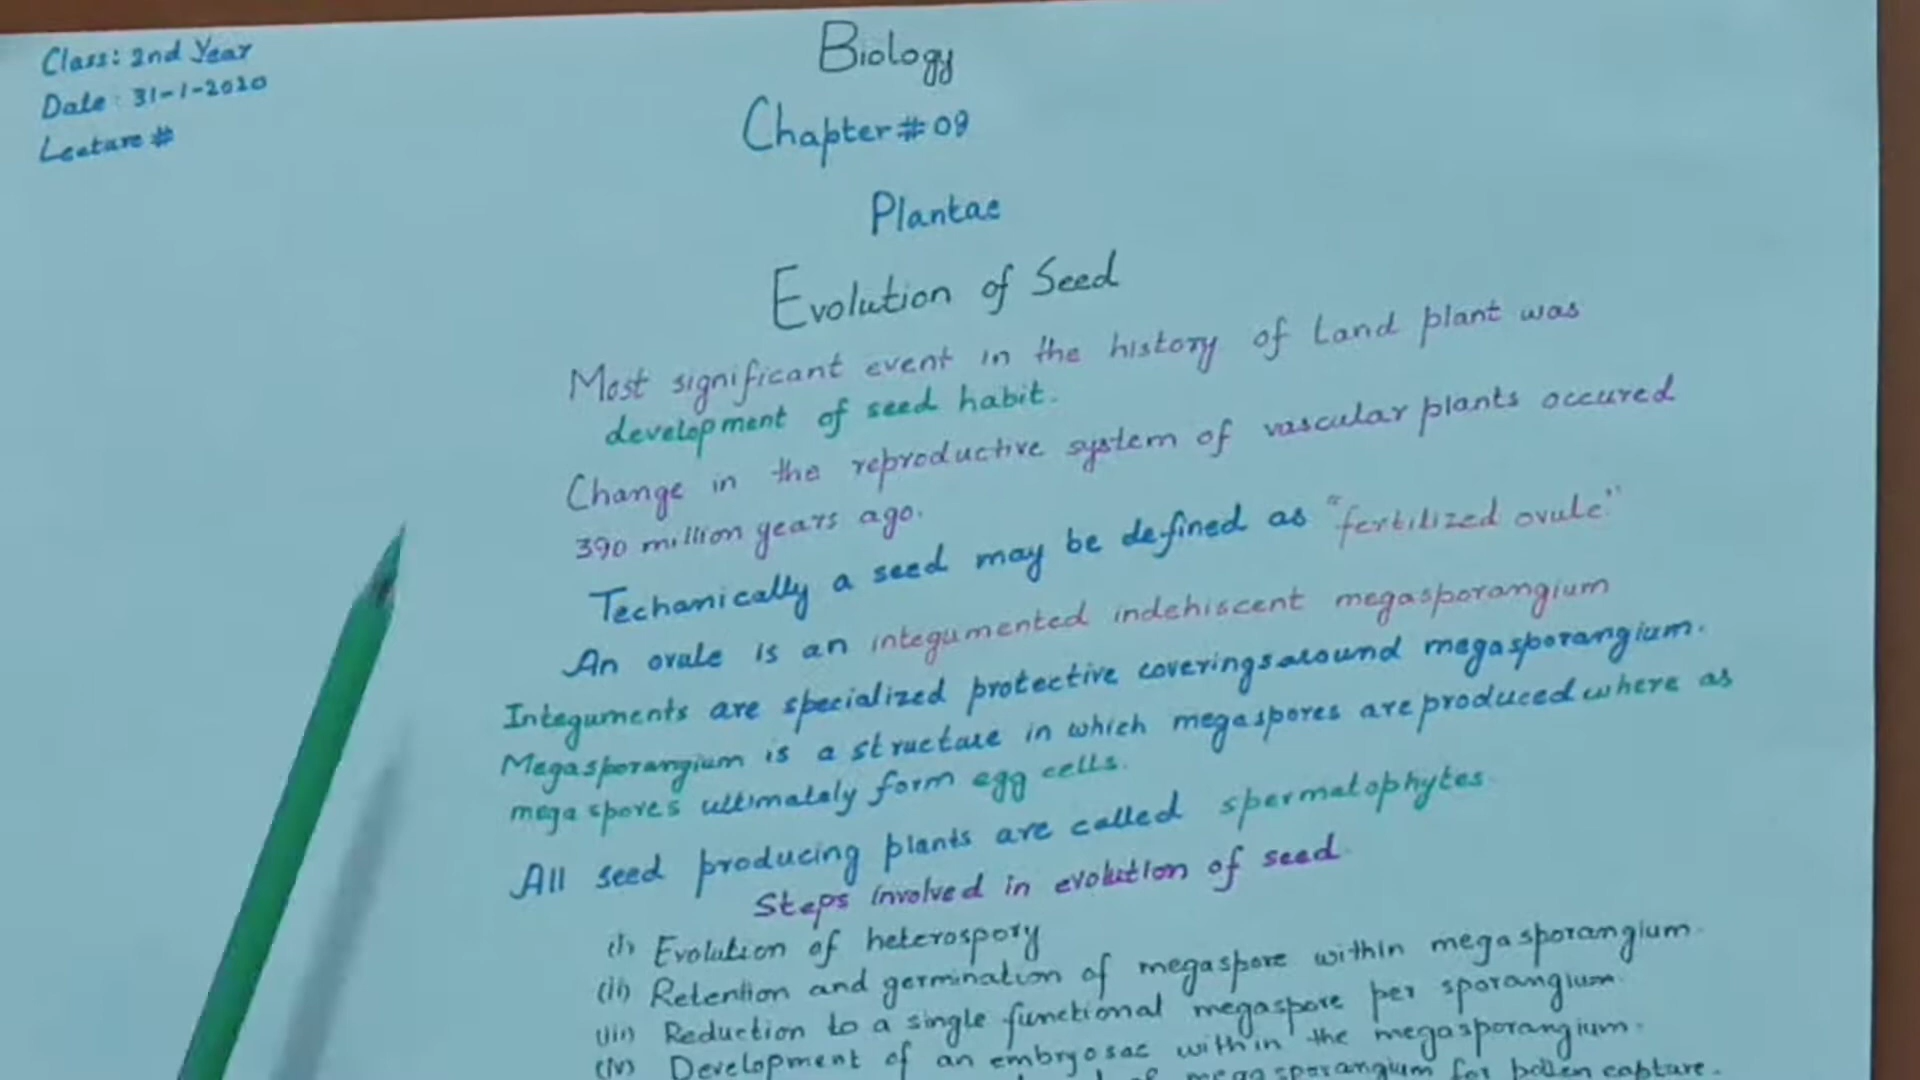 Class: 2nd Year
Date: 31-1-2020
Lecture #
Biology
Chapter # 09
Plantae
Evolution of Seed
Most significant event in the history of Land plant was
development of seed habit.
Change in the reproductive system of vascular plants occured
390 million years ago.
Techanically a seed may be defined as "fertilized ovule"
An ovule is an integumented indehiscent megasporangium
Integuments are specialized protective coverings around megasporangium.
Megasporangium is a structure in which megaspores are produced where as
mega spores ultimately form egg cells.
All seed producing plants are called spermatophytes.
Steps involved in evolution of seed
(i) Evolution of heterospory
(ii) Retention and germination of megaspore within megasporangium.
(iii) Reduction to a single functional megaspore per sporangium.
(iv) Development of an embryosac within the megasporangium.
of megasporangium for pollen capture.